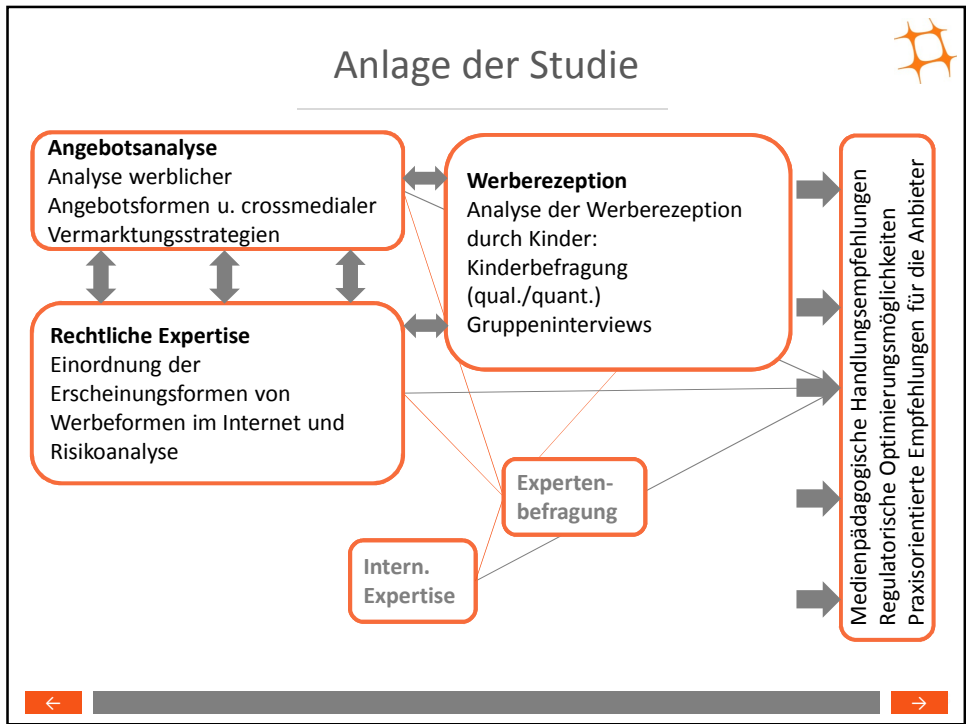 Anlage der Studie
Angebotsanalyse
Analyse werblicher
Angebotsformen u. crossmedialer
Vermarktungsstrategien
Werberezeption
Analyse der Werberezeption
durch Kinder:
Kinderbefragung
(qual./quant.)
Gruppeninterviews
Rechtliche Expertise
Einordnung der
Erscheinungsformen von
Werbeformen im Internet und
Risikoanalyse
Experten-
befragung
Intern.
Expertise
Medienpädagogische Handlungsempfehlungen
Regulatorische Optimierungsmöglichkeiten
Praxisorientierte Empfehlungen für die Anbieter